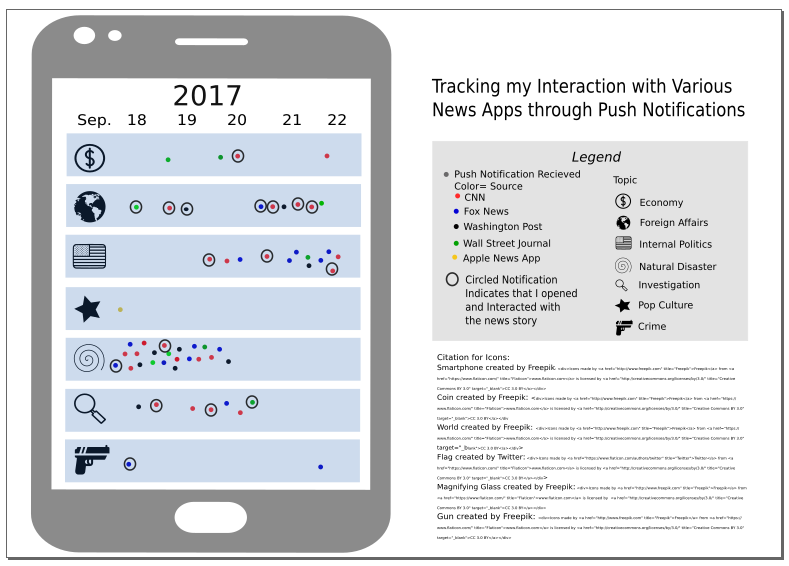 2017
Sep. 18 19 20 21 22
Tracking my Interaction with Various
News Apps through Push Notifications
Legend
Push Notification Recieved
Color= Source
CNN
Fox News
Washington Post
Wall Street Journal
Apple News App
Circled Notification
Indicates that I opened
and Interacted with
the news story
Topic
Economy
Foreign Affairs
Internal Politics
Natural Disaster
Investigation
Pop Culture
Crime
Citation for Icons:
Smartphone created by Freepik <div>Icons made by <a href="http://www.freepik.com" title="Freepik">Freepik</a> from <a
href="https://www.flaticon.com/" title="Flaticon">www.flaticon.com</a> is licensed by <a href="http://creativecommons.org/licenses/by/3.0/" title="Creative
Commons BY 3.0" target="_blank">CC 3.0 BY</a></div>
Coin created by Freepik: <div>Icons made by <a href="http://www.freepik.com" title="Freepik">Freepik</a> from <a href="https://
www.flaticon.com/" title="Flaticon">www.flaticon.com</a> is licensed by <a href="http://creativecommons.org/licenses/by/3.0/" title="Creative Commons BY 3.0"
target="_blank">CC 3.0 BY</a></div>
World created by Freepik: <div>Icons made by <a href="http://www.freepik.com" title="Freepik">Freepik</a> from <a href="https://
www.flaticon.com/" title="Flaticon">www.flaticon.com</a> is licensed by <a href="http://creativecommons.org/licenses/by/3.0/" title="Creative Commons BY 3.0"
target="_blank">CC 3.0 BY</a></div>
Flag created by Twitter: <div>Icons made by <a href="https://www.flaticon.com/authors/twitter" title="Twitter">Twitter</a> from <a
href="https://www.flaticon.com/" title="Flaticon">www.flaticon.com</a> is licensed by <a href="http://creativecommons.org/licenses/by/3.0/" title="Creative
Commons BY 3.0" target="_blank">CC 3.0 BY</a></div>
Magnifying Glass created by Freepik: <div>Icons made by <a href="http://www.freepik.com" title="Freepik">Freepik</a> from
<a href="https://www.flaticon.com/" title="Flaticon">www.flaticon.com</a> is licensed by <a href="http://creativecommons.org/licenses/by/3.0/" title="Creative
Commons BY 3.0" target="_blank">CC 3.0 BY</a></div>
Gun created by Freepik: <div>Icons made by <a href="http://www.freepik.com" title="Freepik">Freepik</a> from <a href="https://
www.flaticon.com/" title="Flaticon">www.flaticon.com</a> is licensed by <a href="http://creativecommons.org/licenses/by/3.0/" title="Creative Commons BY 3.0"
target="_blank">CC 3.0 BY</a></div>